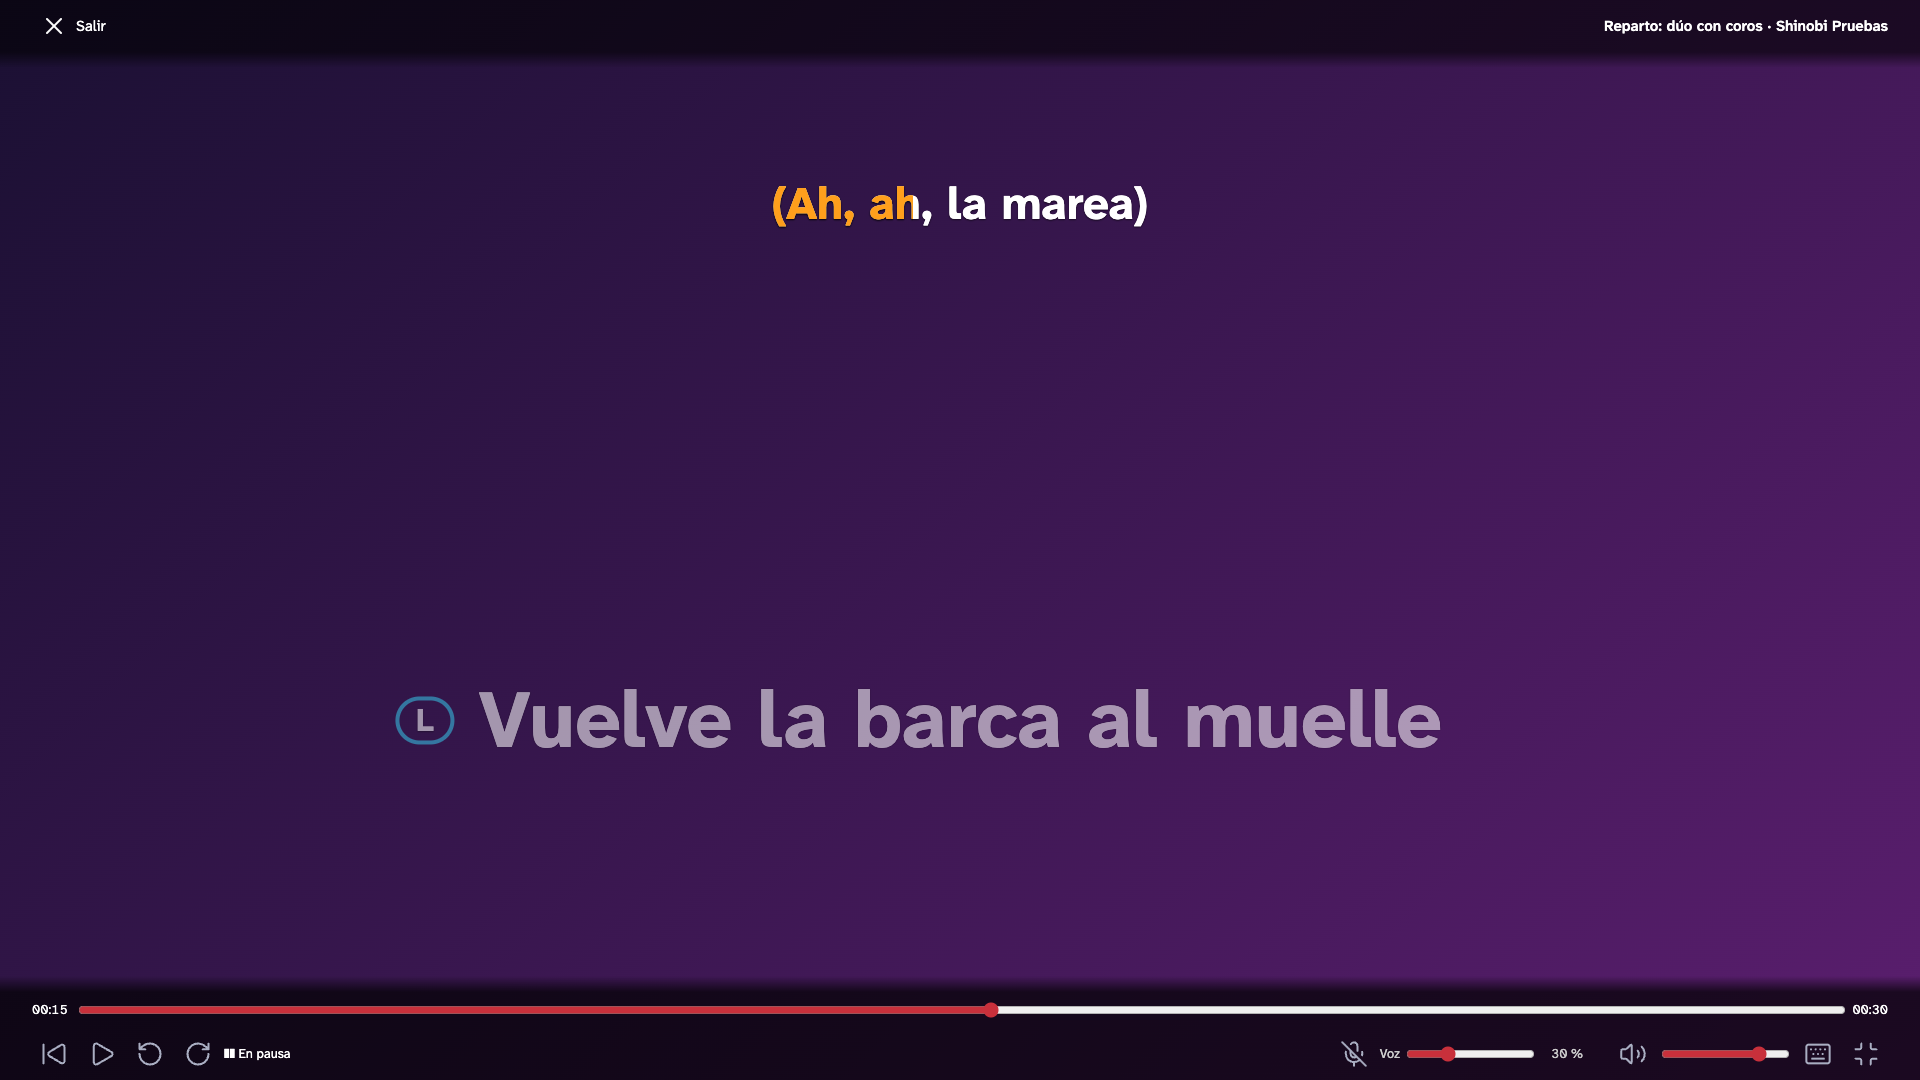 Salir
Reparto: dúo con coros · Shinobi Pruebas
(Ah, ah, la marea)
L Vuelve la barca al muelle
00:15
00:30
En pausa
Voz
30 %